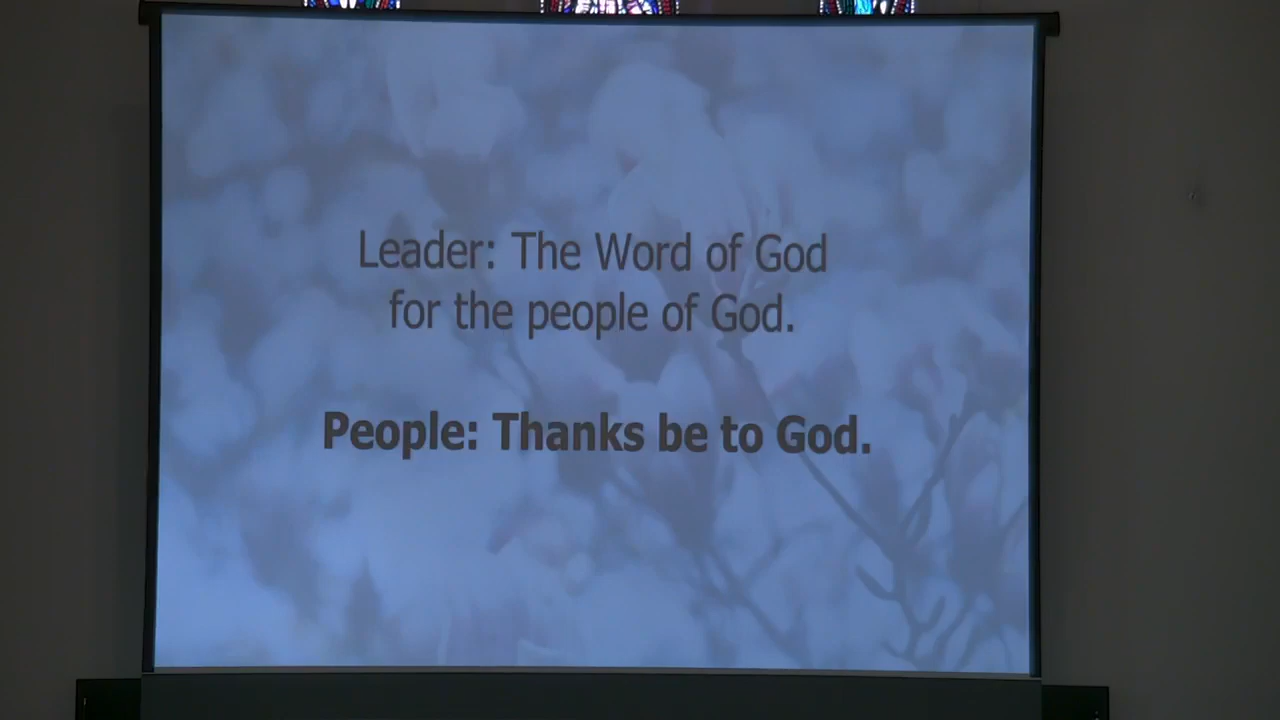 Leader: The Word of God
for the people of God.
People: Thanks be to God.